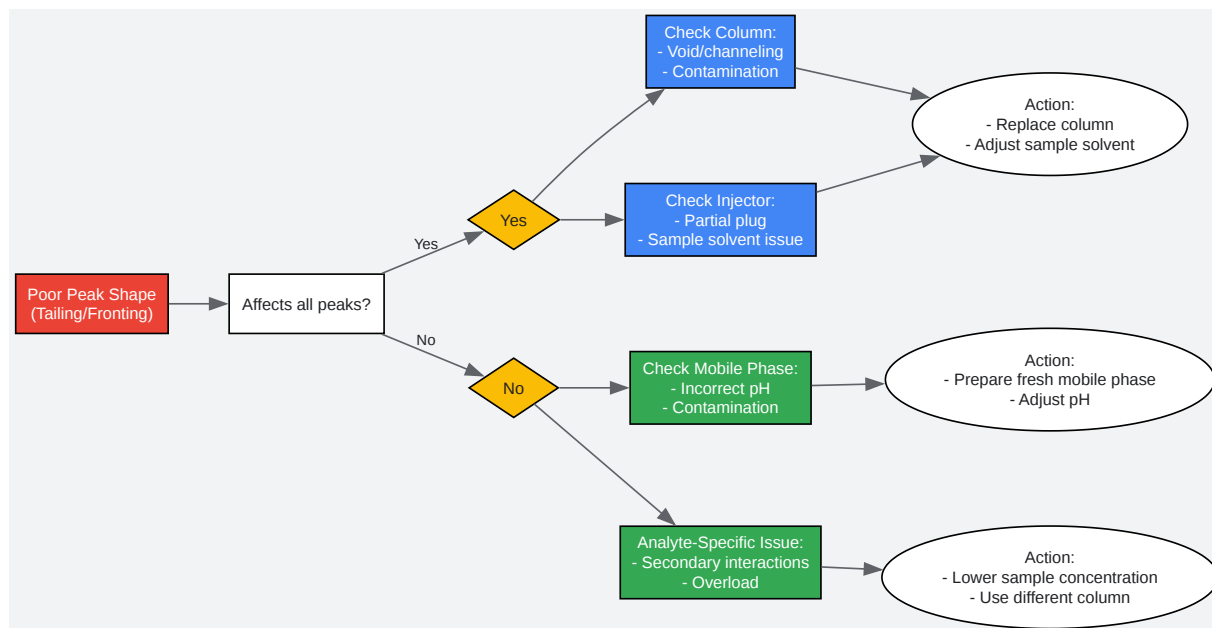 Poor Peak Shape
(Tailing/Fronting)
Affects all peaks?
Yes
Yes
Check Column:
- Void/channeling
- Contamination
Check Injector:
- Partial plug
- Sample solvent issue
Action:
- Replace column
- Adjust sample solvent
No
No
Check Mobile Phase:
- Incorrect pH
- Contamination
Action:
- Prepare fresh mobile phase
- Adjust pH
Analyte-Specific Issue:
- Secondary interactions
- Overload
Action:
- Lower sample concentration
- Use different column